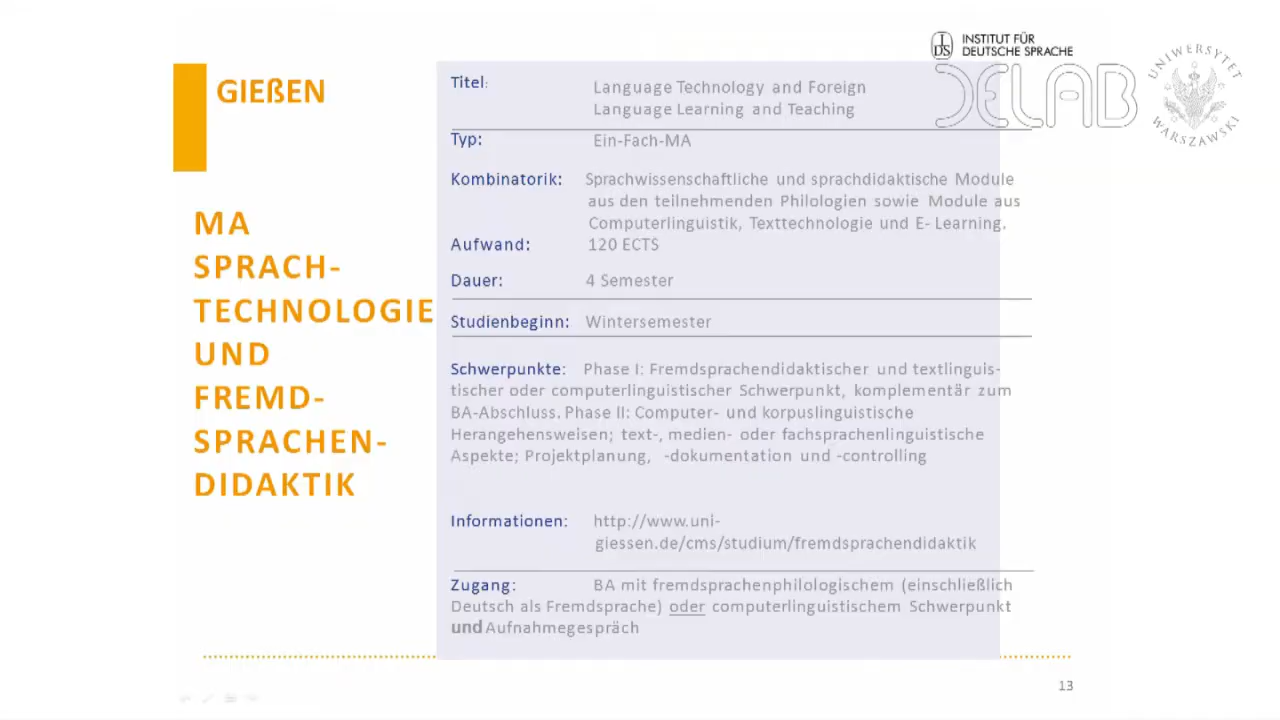 INSTITUT FÜR
DEUTSCHE SPRACHE
IDS
DELAB
UNIWERSYTET WARSZAWSKI
GIEßEN
MA
SPRACH-
TECHNOLOGIE
UND
FREMD-
SPRACHEN-
DIDAKTIK
Titel: Language Technology and Foreign
Language Learning and Teaching
Typ: Ein-Fach-MA
Kombinatorik: Sprachwissenschaftliche und sprachdidaktische Module
aus den teilnehmenden Philologien sowie Module aus
Computerlinguistik, Texttechnologie und E- Learning.
Aufwand: 120 ECTS
Dauer: 4 Semester
Studienbeginn: Wintersemester
Schwerpunkte: Phase I: Fremdsprachendidaktischer und textlinguis-
tischer oder computerlinguistischer Schwerpunkt, komplementär zum
BA-Abschluss. Phase II: Computer- und korpuslinguistische
Herangehensweisen; text-, medien- oder fachsprachenlinguistische
Aspekte; Projektplanung, -dokumentation und -controlling
Informationen: http://www.uni-
giessen.de/cms/studium/fremdsprachendidaktik
Zugang: BA mit fremdsprachenphilologischem (einschließlich
Deutsch als Fremdsprache) oder computerlinguistischem Schwerpunkt
und Aufnahmegespräch
13